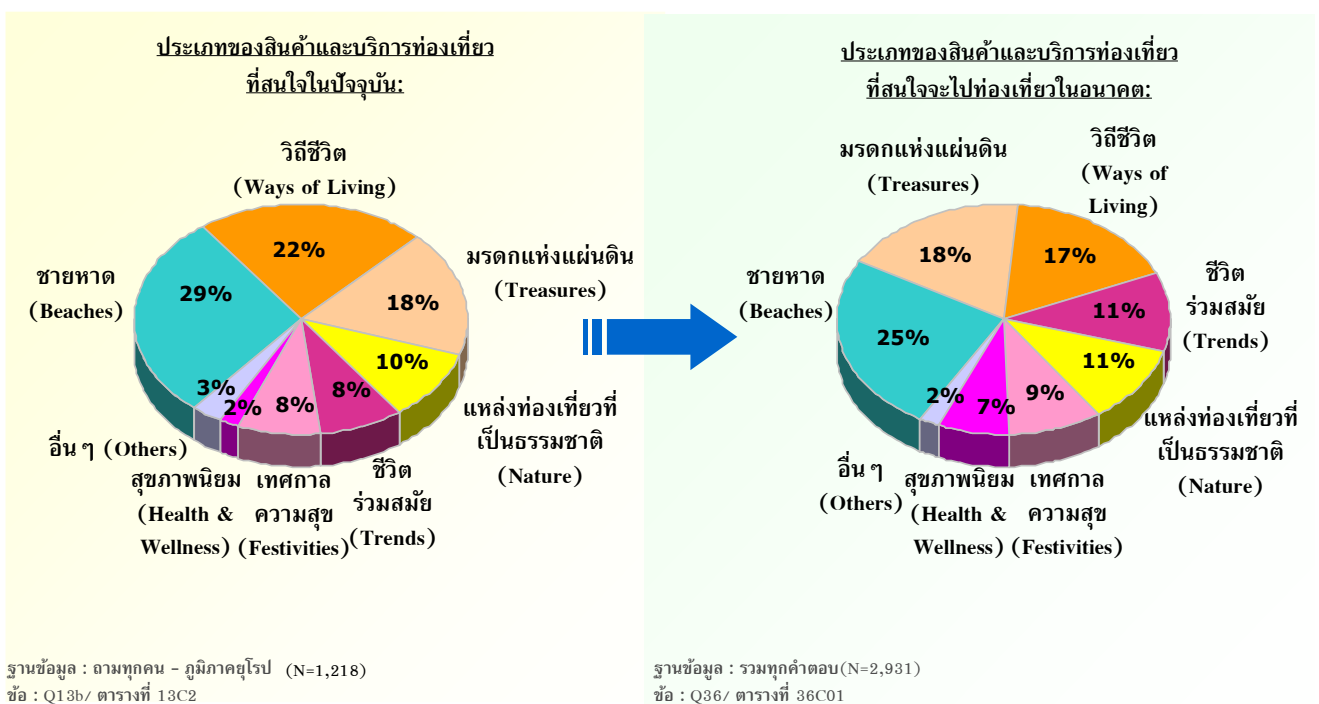 ประเภทของสินค้าและบริการท่องเที่ยว
ที่สนใจในปัจจุบัน:
วิถีชีวิต
(Ways of Living)
22%
มรดกแห่งแผ่นดิน
(Treasures)
18%
ชายหาด
(Beaches)
29%
10%
แหล่งท่องเที่ยวที่
เป็นธรรมชาติ
(Nature)
3%
2%
8%
8%
อื่น ๆ (Others)
สุขภาพนิยม
(Health &
Wellness)
เทศกาล
ความสุข
(Festivities)
ชีวิต
ร่วมสมัย
(Trends)
ฐานข้อมูล : ถามทุกคน - ภูมิภาคยุโรป (N=1,218)
ข้อ : Q13b/ ตารางที่ 13C2
ประเภทของสินค้าและบริการท่องเที่ยว
ที่สนใจจะไปท่องเที่ยวในอนาคต:
มรดกแห่งแผ่นดิน
(Treasures)
วิถีชีวิต
(Ways of
Living)
18%
17%
ชายหาด
(Beaches)
25%
ชีวิต
ร่วมสมัย
(Trends)
11%
11%
แหล่งท่องเที่ยวที่
เป็นธรรมชาติ
(Nature)
2%
7%
9%
อื่น ๆ
(Others)
สุขภาพนิยม
(Health &
Wellness)
เทศกาล
ความสุข
(Festivities)
ฐานข้อมูล : รวมทุกคำตอบ(N=2,931)
ข้อ : Q36/ ตารางที่ 36C01